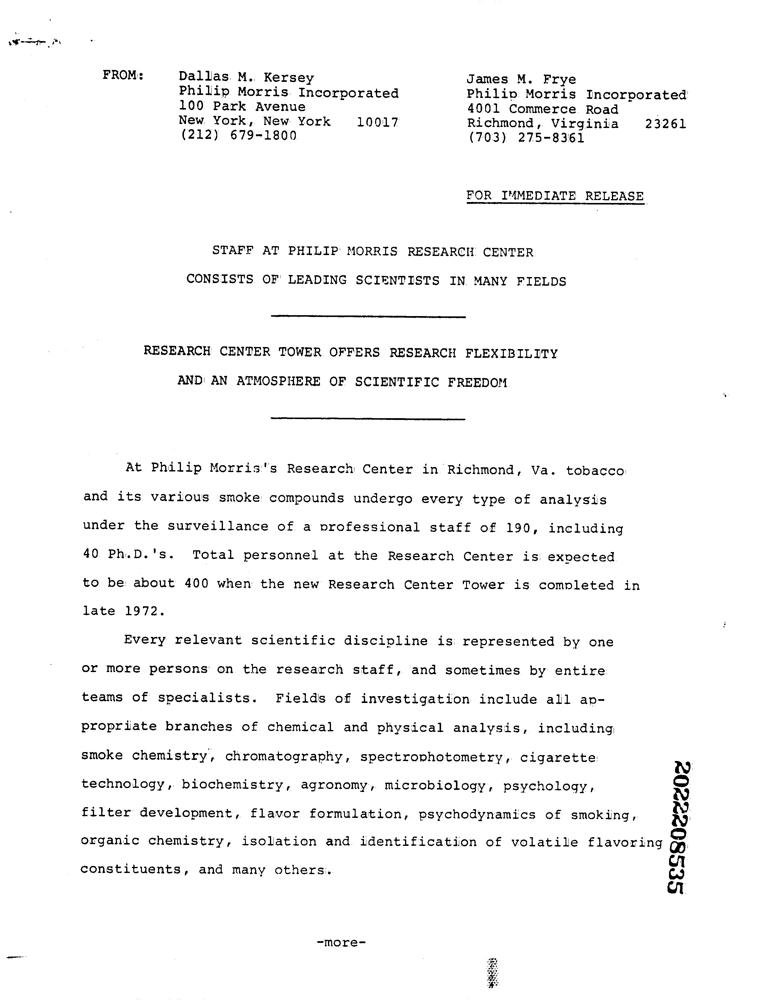 FROM: Dallas M. Kersey
Philip Morris Incorporated
100 Park Avenue
New York, New York 10017
(212) 679-1800
James M. Frye
Philip Morris Incorporated
4001 Commerce Road
Richmond, Virginia 23261
(703) 275-8361
FOR IMMEDIATE RELEASE
STAFF AT PHILIP MORRIS RESEARCH CENTER
CONSISTS OF LEADING SCIENTISTS IN MANY FIELDS
RESEARCH CENTER TOWER OFFERS RESEARCH FLEXIBILITY
AND AN ATMOSPHERE OF SCIENTIFIC FREEDOM
At Philip Morris's Research Center in Richmond, Va. tobacco
and its various smoke compounds undergo every type of analysis
under the surveillance of a professional staff of 190, including
40 Ph.D.'s. Total personnel at the Research Center is expected
to be about 400 when the new Research Center Tower is completed in
late 1972.
Every relevant scientific discipline is represented by one
or more persons on the research staff, and sometimes by entire
teams of specialists. Fields of investigation include all ap-
propriate branches of chemical and physical analysis, including
smoke chemistry, chromatography, spectrophotometry, cigarette
technology, biochemistry, agronomy, microbiology, psychology,
filter development, flavor formulation, psychodynamics of smoking,
organic chemistry, isolation and identification of volatile flavoring
constituents, and many others.
-more-
2022208535